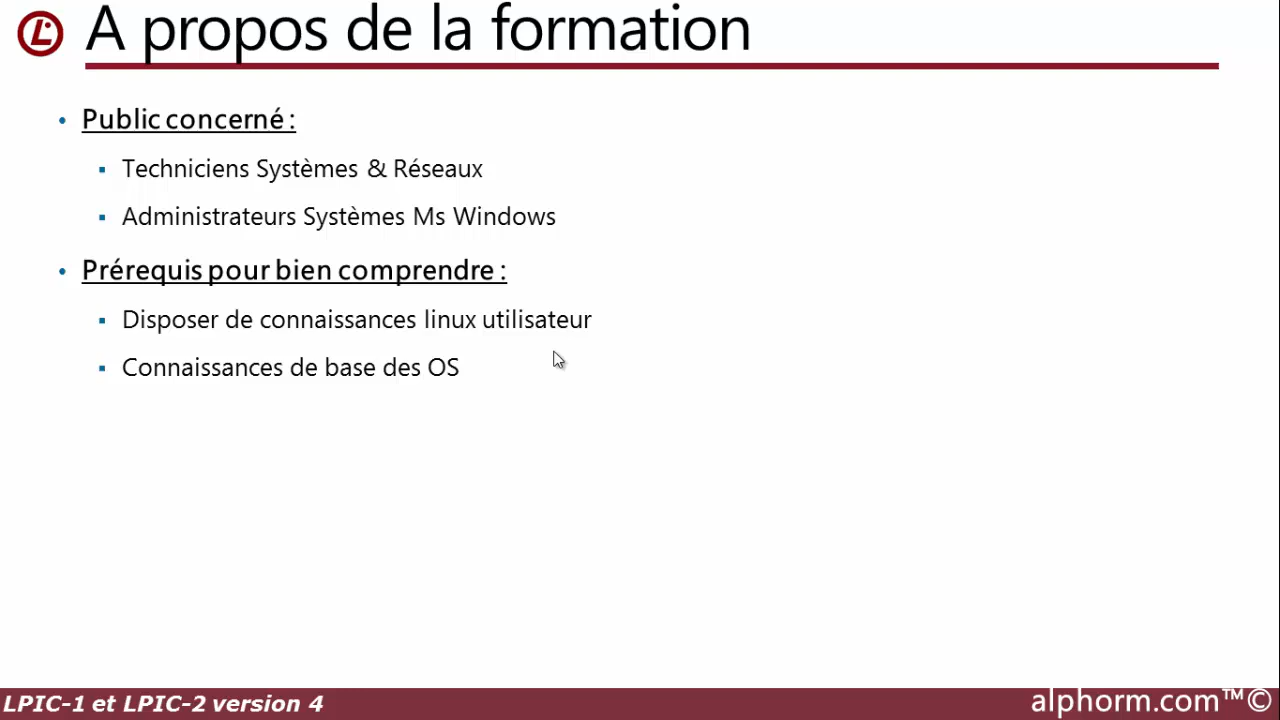 A propos de la formation
• Public concerné :
▪ Techniciens Systèmes & Réseaux
▪ Administrateurs Systèmes Ms Windows
• Prérequis pour bien comprendre :
▪ Disposer de connaissances linux utilisateur
▪ Connaissances de base des OS
LPIC-1 et LPIC-2 version 4
alphorm.com™©